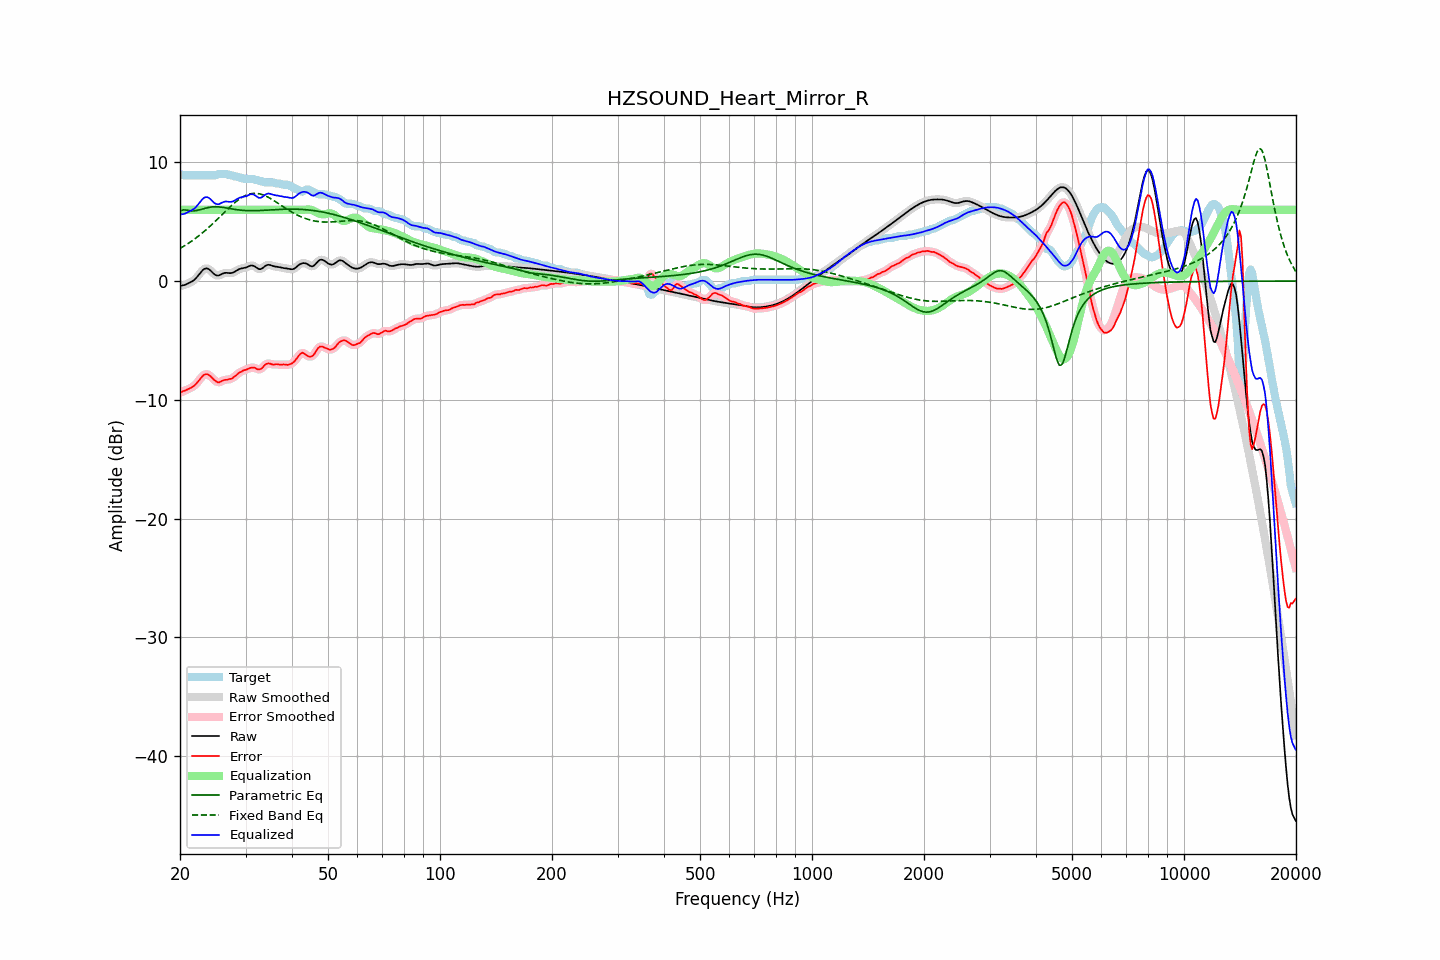 HZSOUND_Heart_Mirror_R
Amplitude (dBr)
10
0
−10
−20
−30
−40
Target
Raw Smoothed
Error Smoothed
Raw
Error
Equalization
Parametric Eq
Fixed Band Eq
Equalized
20 50 100 200 500 1000 2000 5000 10000 20000
Frequency (Hz)